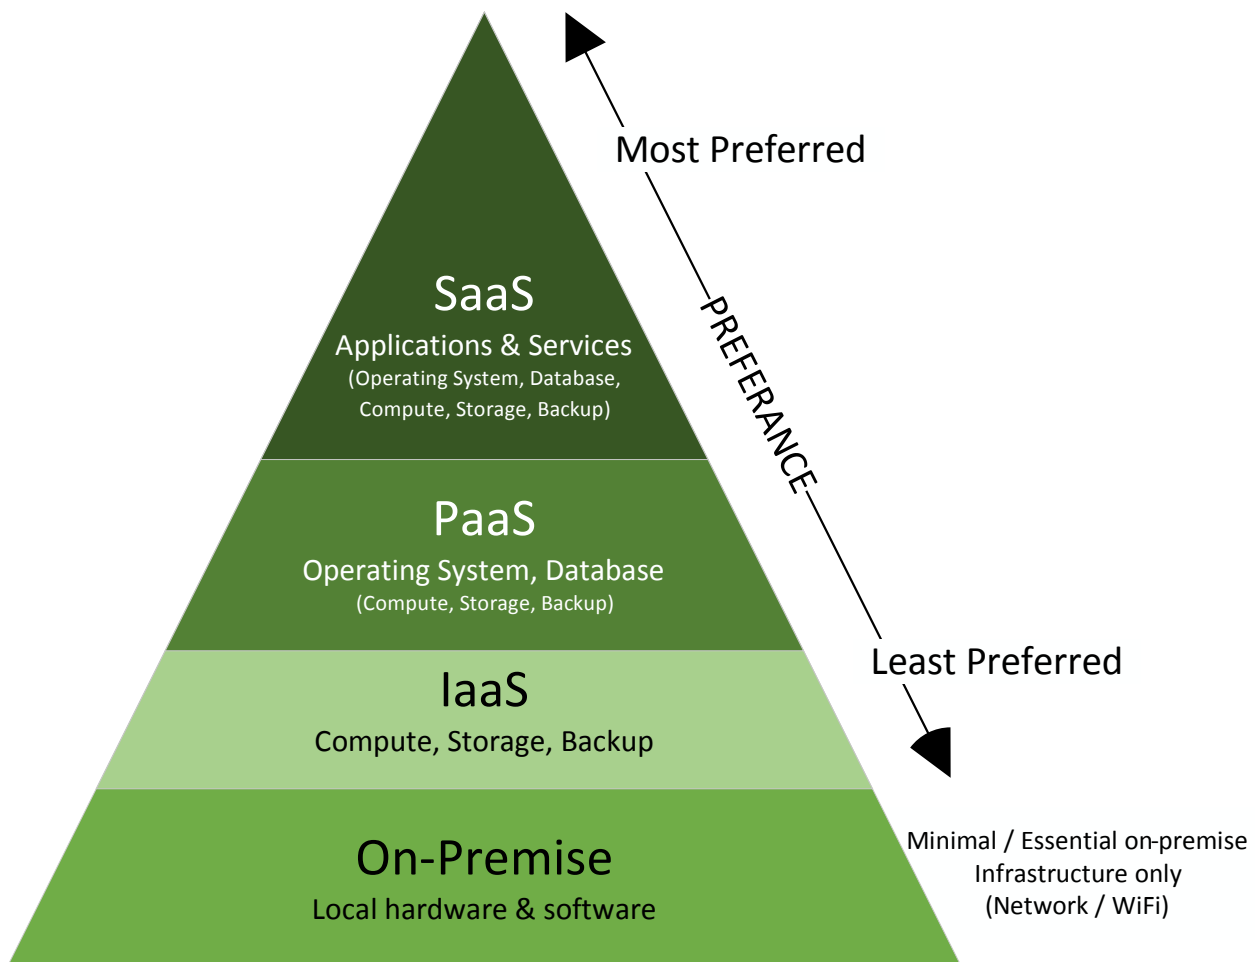 Most Preferred
SaaS
Applications & Services
(Operating System, Database,
Compute, Storage, Backup)
PREFERANCE
PaaS
Operating System, Database
(Compute, Storage, Backup)
Least Preferred
IaaS
Compute, Storage, Backup
On-Premise
Local hardware & software
Minimal / Essential on-premise
Infrastructure only
(Network / WiFi)